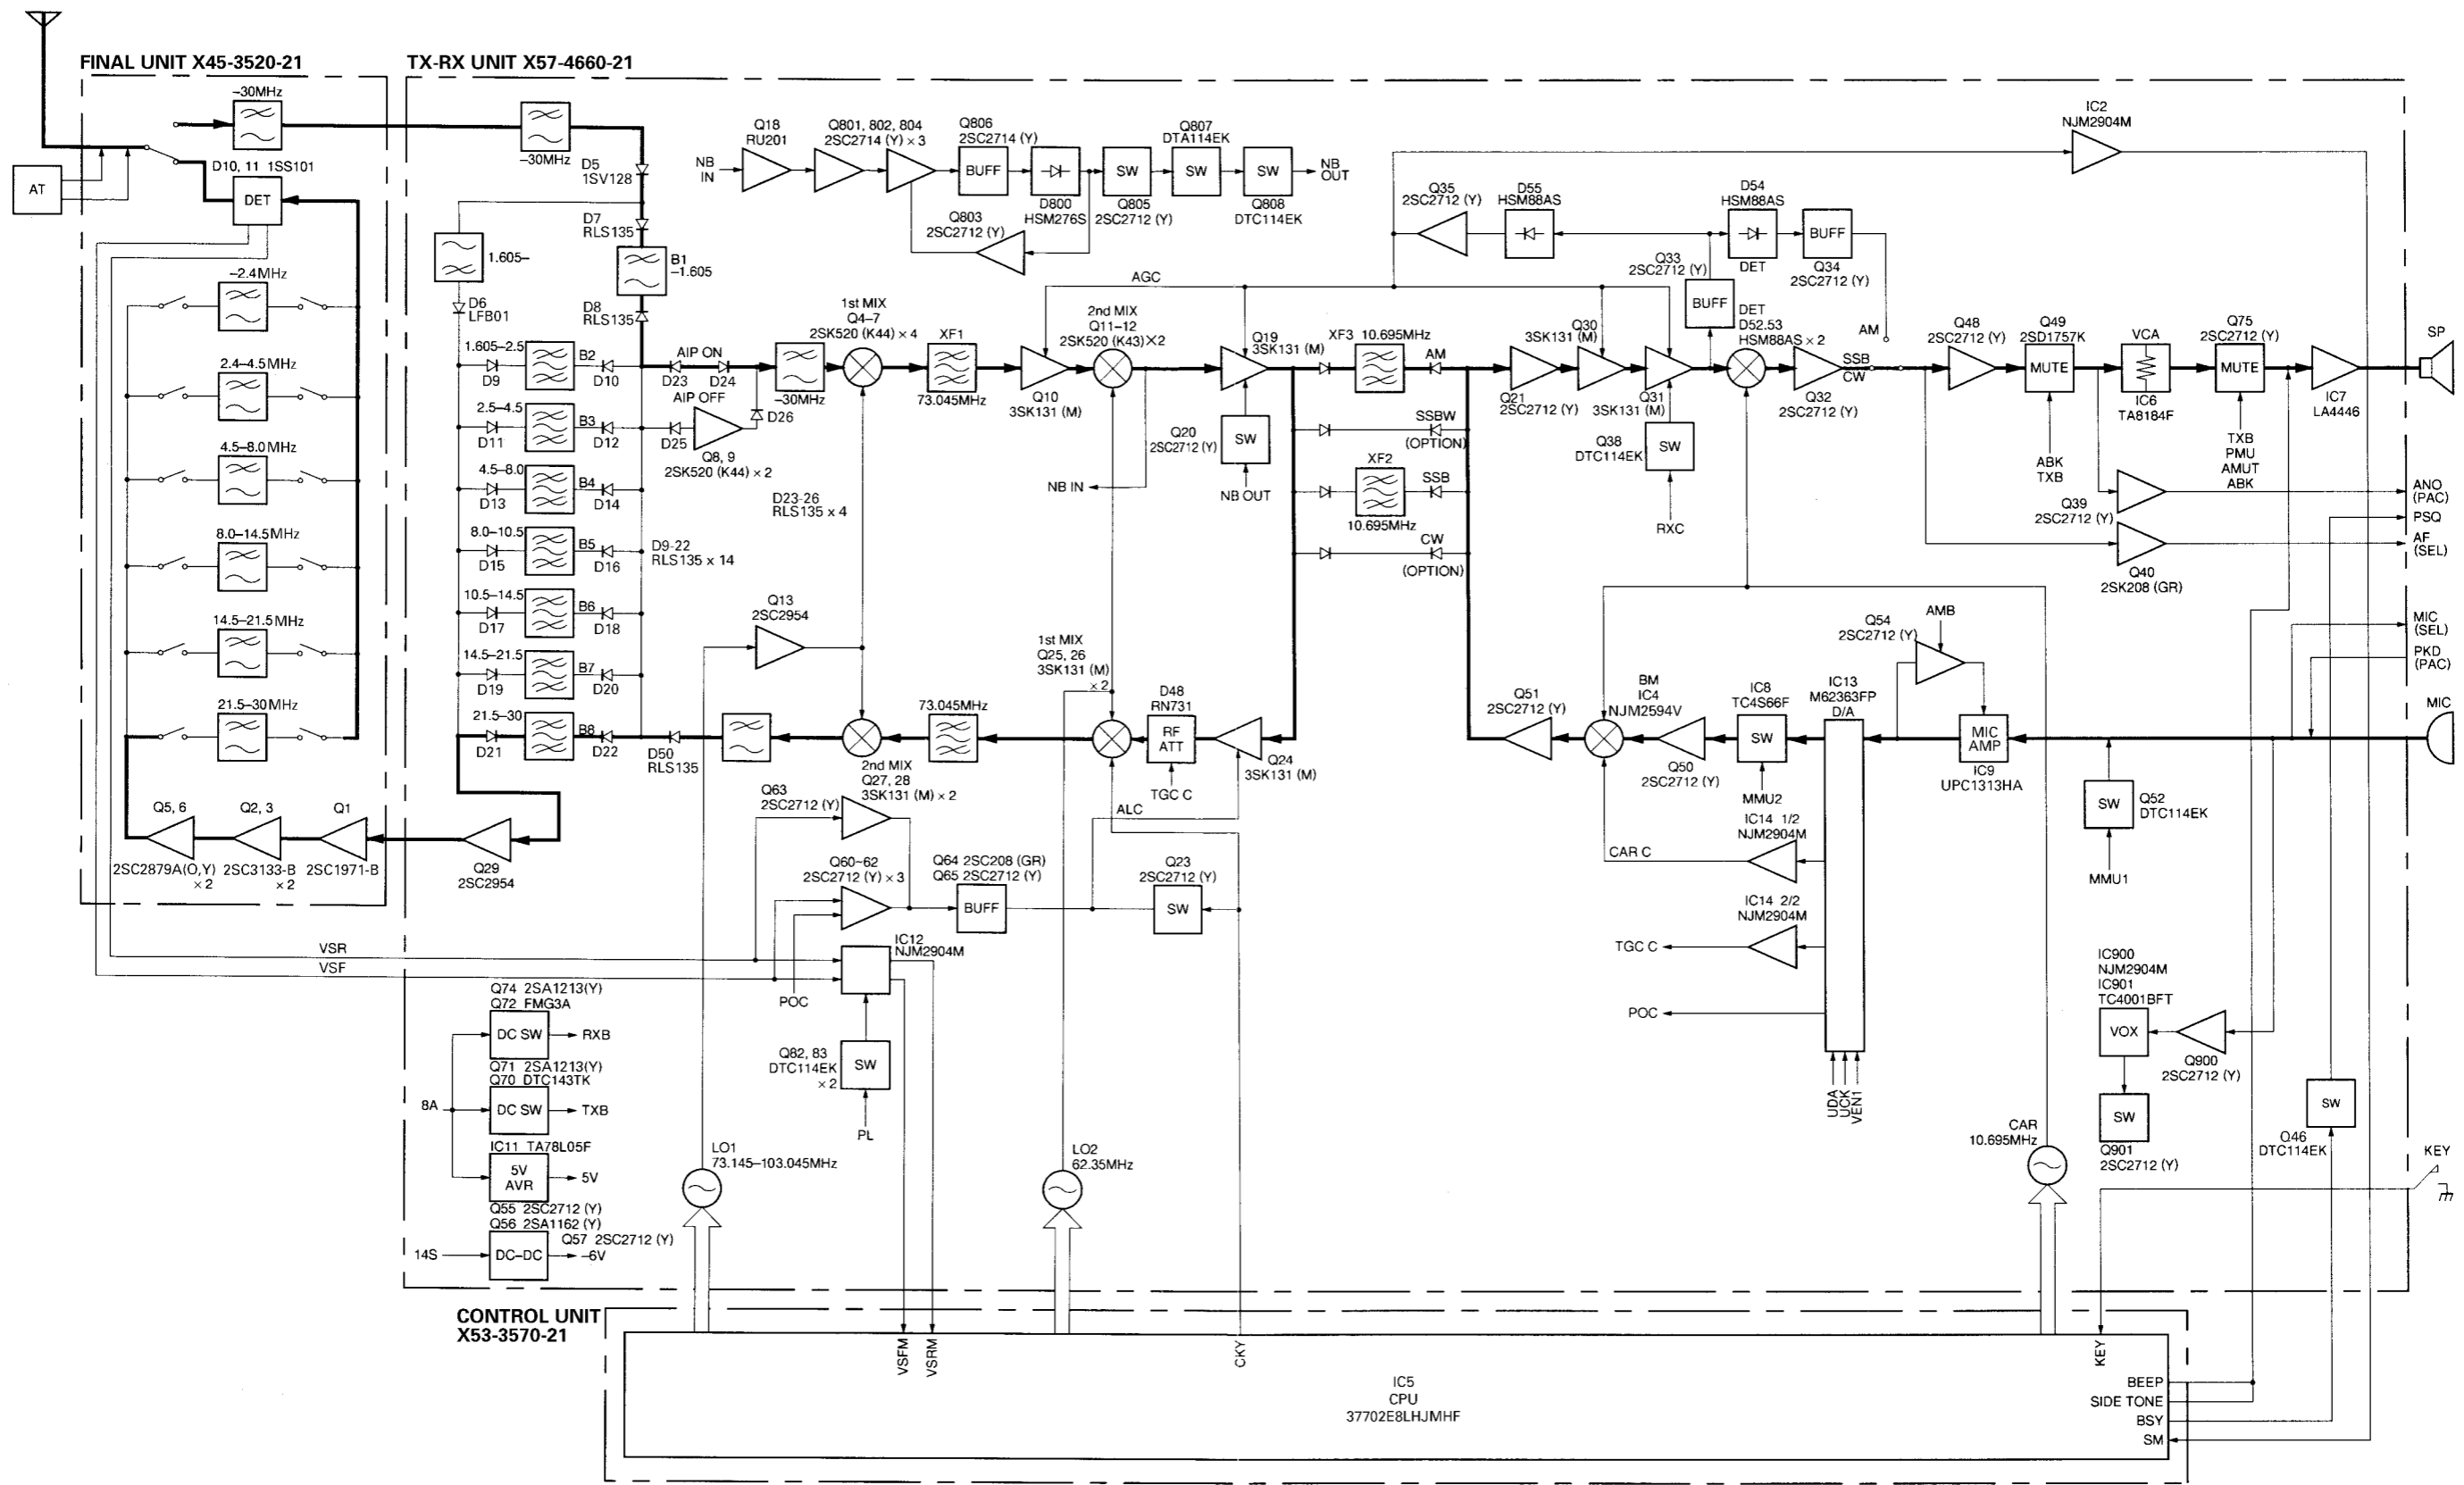 FINAL UNIT X45-3520-21
TX-RX UNIT X57-4660-21
–30MHz
–30MHz
AT
D10, 11 1SS101
DET
–2.4MHz
2.4–4.5MHz
4.5–8.0MHz
8.0–14.5MHz
14.5–21.5MHz
21.5–30MHz
Q5, 6
2SC2879A(O,Y)
× 2
Q2, 3
2SC3133-B
× 2
Q1
2SC1971-B
Q29
2SC2954
D5
1SV128
D7
RLS135
B1
–1.605
D8
RLS135
1.605–
D6
LFB01
1.605–2.5
B2
D9
D10
2.5–4.5
B3
D11
D12
4.5–8.0
B4
D13
D14
8.0–10.5
B5
D15
D16
10.5–14.5
B6
D17
D18
14.5–21.5
B7
D19
D20
21.5–30
B8
D21
D22
D9-22
RLS135 x 14
D50
RLS135
NB
IN
Q18
RU201
Q801, 802, 804
2SC2714 (Y) × 3
Q806
2SC2714 (Y)
BUFF
D800
HSM276S
SW
Q805
2SC2712 (Y)
Q807
DTA114EK
SW
SW
Q808
DTC114EK
NB
OUT
Q803
2SC2712 (Y)
AIP ON
D23
D24
AIP OFF
D25
D26
Q8, 9
2SK520 (K44) × 2
D23-26
RLS135 x 4
–30MHz
1st MIX
Q4–7
2SK520 (K44) × 4
XF1
73.045MHz
AGC
Q10
3SK131 (M)
2nd MIX
Q11–12
2SK520 (K43)×2
NB IN
Q19
3SK131 (M)
Q20
2SC2712 (Y)
SW
NB OUT
XF3 10.695MHz
AM
SSBW
(OPTION)
XF2
SSB
10.695MHz
CW
(OPTION)
Q35
2SC2712 (Y)
D55
HSM88AS
D54
HSM88AS
DET
BUFF
Q34
2SC2712 (Y)
Q33
2SC2712 (Y)
BUFF
Q21
2SC2712 (Y)
Q30
3SK131 (M)
Q31
3SK131 (M)
Q38
DTC114EK
SW
RXC
DET
D52.53
HSM88AS × 2
Q32
2SC2712 (Y)
AM
SSB
CW
IC2
NJM2904M
Q48
2SC2712 (Y)
Q49
2SD1757K
MUTE
ABK
TXB
VCA
IC6
TA8184F
Q75
2SC2712 (Y)
MUTE
TXB
PMU
AMUT
ABK
IC7
LA4446
SP
Q39
2SC2712 (Y)
Q40
2SK208 (GR)
ANO
(PAC)
PSQ
AF
(SEL)
MIC
(SEL)
PKD
(PAC)
MIC
Q13
2SC2954
2nd MIX
Q27, 28
3SK131 (M) × 2
73.045MHz
1st MIX
Q25, 26
3SK131 (M)
× 2
D48
RN731
RF
ATT
TGC C
Q24
3SK131 (M)
ALC
Q51
2SC2712 (Y)
BM
IC4
NJM2594V
Q50
2SC2712 (Y)
IC8
TC4S66F
SW
MMU2
IC13
M62363FP
D/A
Q54
2SC2712 (Y)
AMB
MIC
AMP
IC9
UPC1313HA
SW
Q52
DTC114EK
MMU1
IC14 1/2
NJM2904M
CAR C
IC14 2/2
NJM2904M
TGC C
POC
UDA
UCK
VEN1
Q63
2SC2712 (Y)
Q60~62
2SC2712 (Y) × 3
Q64 2SC208 (GR)
Q65 2SC2712 (Y)
BUFF
Q23
2SC2712 (Y)
SW
VSR
VSF
POC
IC12
NJM2904M
Q82, 83
DTC114EK
× 2
SW
PL
Q74 2SA1213(Y)
Q72 FMG3A
DC SW
RXB
Q71 2SA1213(Y)
Q70 DTC143TK
8A
DC SW
TXB
IC11 TA78L05F
5V
AVR
5V
Q55 2SC2712 (Y)
Q56 2SA1162 (Y)
Q57 2SC2712 (Y)
14S
DC–DC
–6V
LO1
73.145–103.045MHz
LO2
62.35MHz
CAR
10.695MHz
IC900
NJM2904M
IC901
TC4001BFT
VOX
Q900
2SC2712 (Y)
SW
Q901
2SC2712 (Y)
SW
Q46
DTC114EK
KEY
CONTROL UNIT
X53-3570-21
VSFM
VSRM
CKY
KEY
IC5
CPU
37702E8LHJMHF
BEEP
SIDE TONE
BSY
SM